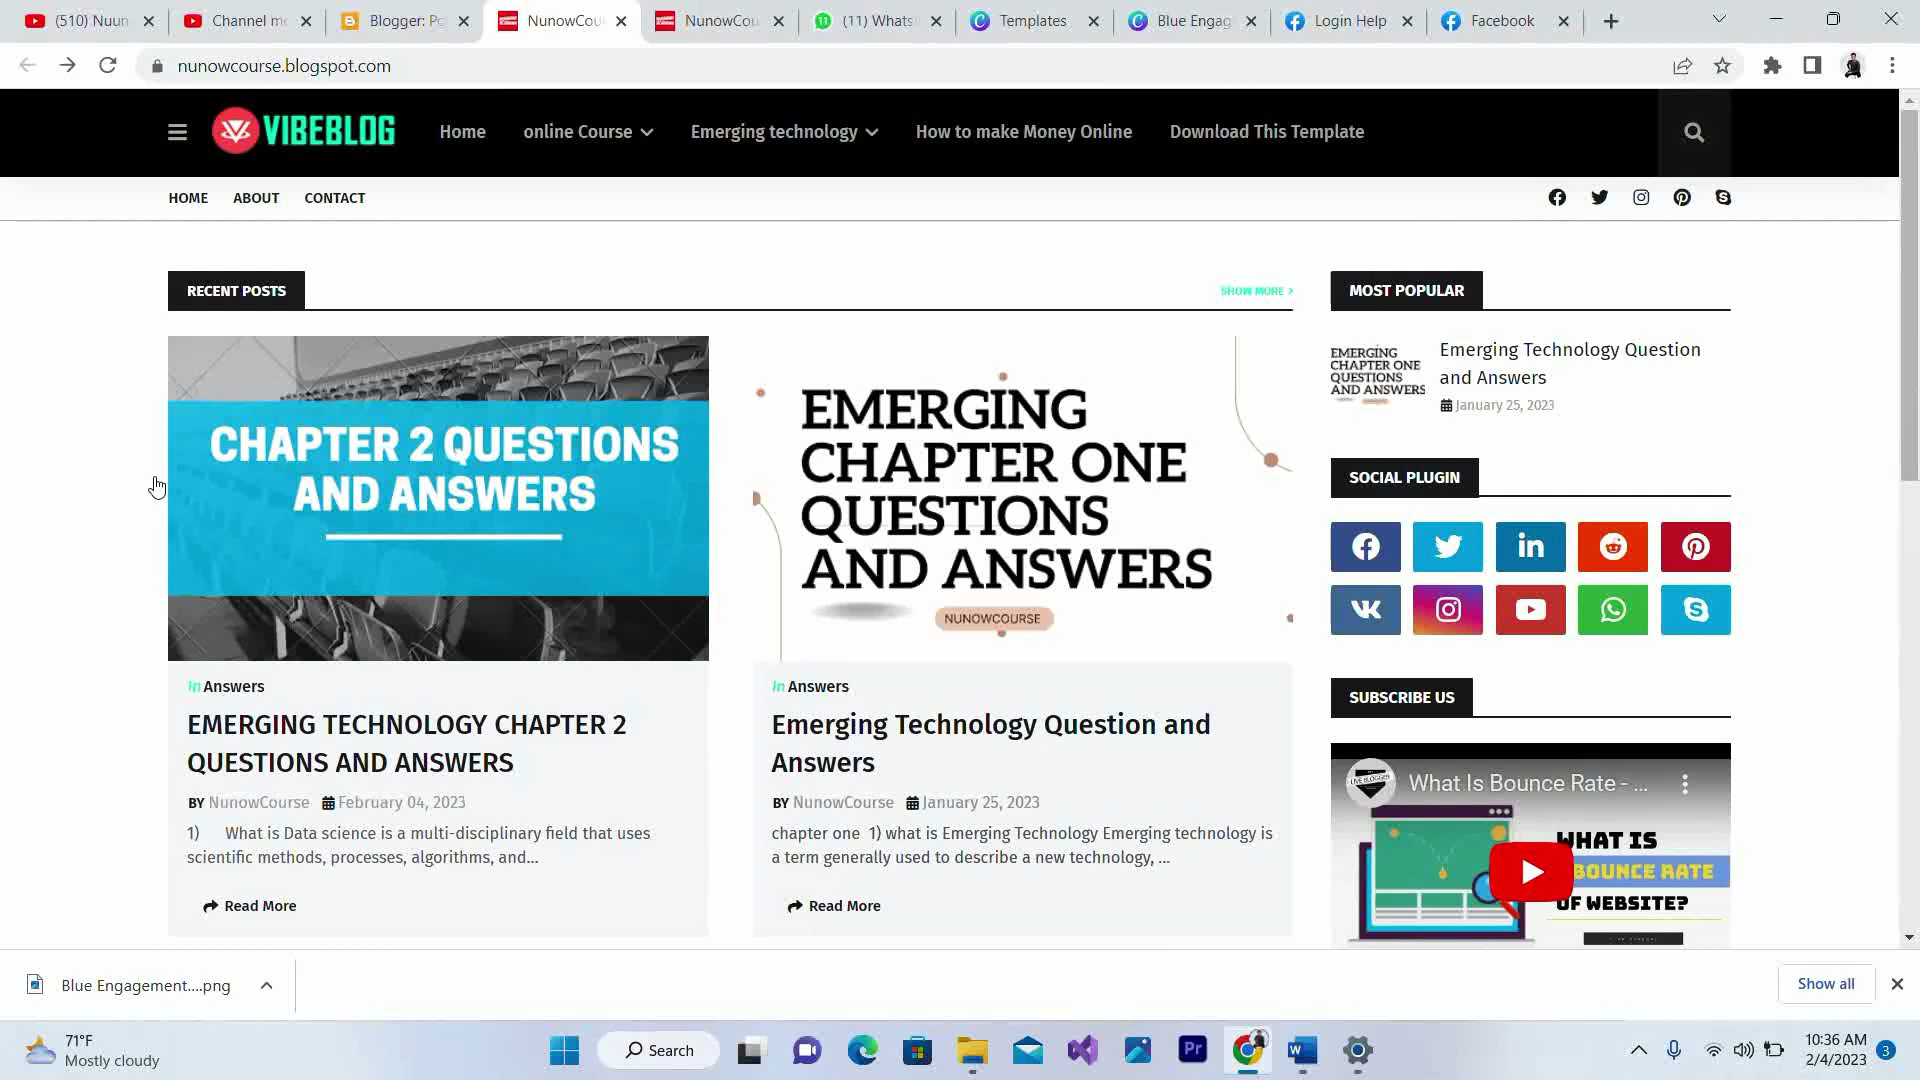 (510) Nuun
Channel mo
Blogger: Po
NunowCou
NunowCou
(11) Whats
Templates
Blue Engag
Login Help
Facebook
nunowcourse.blogspot.com
VIBEBLOG
Home
online Course
Emerging technology
How to make Money Online
Download This Template
HOME
ABOUT
CONTACT
RECENT POSTS
SHOW MORE
MOST POPULAR
CHAPTER 2 QUESTIONS
AND ANSWERS
EMERGING
CHAPTER ONE
QUESTIONS
AND ANSWERS
NUNOWCOURSE
EMERGING
CHAPTER ONE
QUESTIONS
AND ANSWERS
Emerging Technology Question
and Answers
January 25, 2023
SOCIAL PLUGIN
In Answers
EMERGING TECHNOLOGY CHAPTER 2
QUESTIONS AND ANSWERS
BY NunowCourse February 04, 2023
1) What is Data science is a multi-disciplinary field that uses
scientific methods, processes, algorithms, and...
Read More
In Answers
Emerging Technology Question and
Answers
BY NunowCourse January 25, 2023
chapter one 1) what is Emerging Technology Emerging technology is
a term generally used to describe a new technology, ...
Read More
SUBSCRIBE US
LIVE BLOGGER
What Is Bounce Rate - ...
WHAT IS
BOUNCE RATE
OF WEBSITE?
Blue Engagement....png
Show all
71°F
Mostly cloudy
Search
Pr
W
10:36 AM
2/4/2023
3